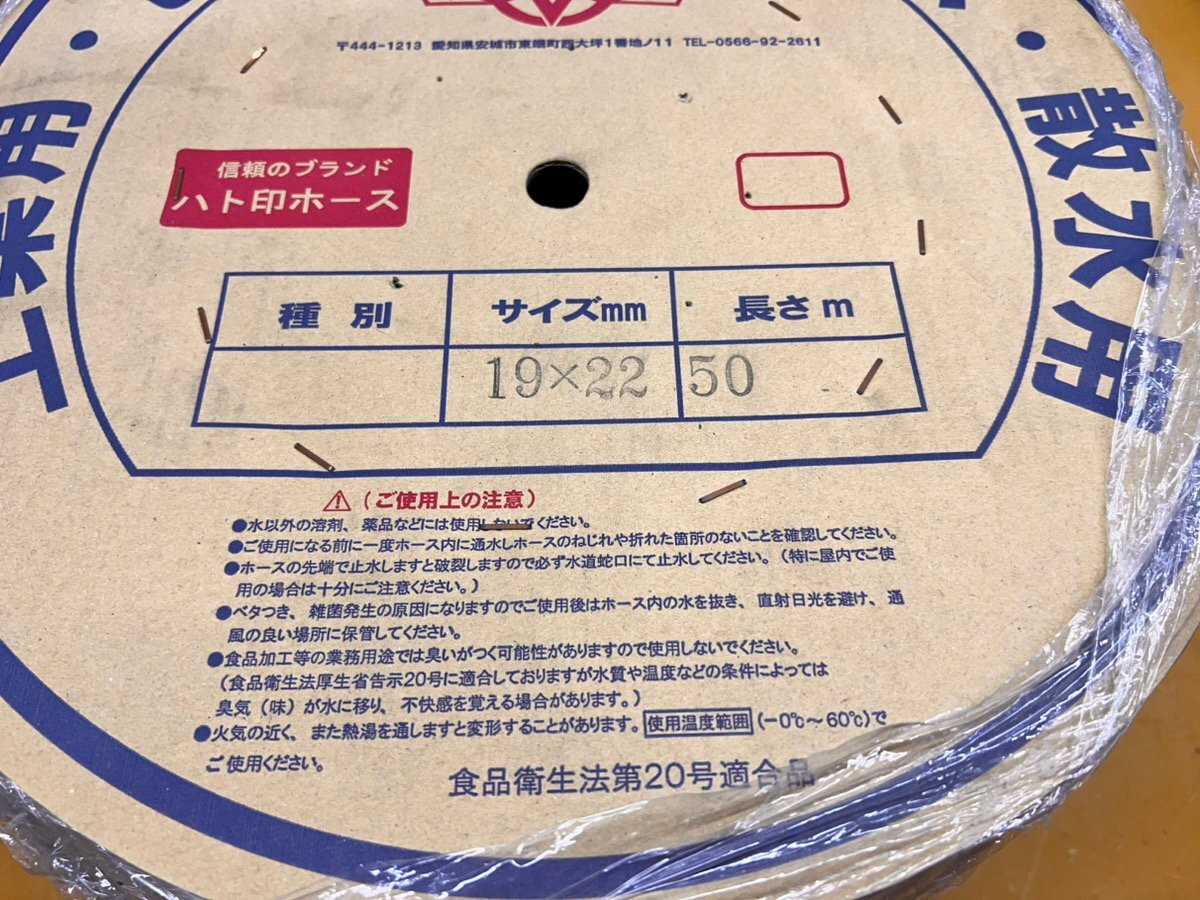 〒444-1213 愛知県安城市東端町西大坪1番地ノ11 TEL-0566-92-2611
工業用・
・散水用
信頼のブランド
ハト印ホース
種 別 サイズmm 長さm
19×22 50
⚠（ご使用上の注意）
●水以外の溶剤、薬品などには使用しないでください。
●ご使用になる前に一度ホース内に通水しホースのねじれや折れた箇所のないことを確認してください。
●ホースの先端で止水しますと破裂しますので必ず水道蛇口にて止水してください。（特に屋内でご使
用の場合は十分にご注意ください。）
●ベタつき、雑菌発生の原因になりますのでご使用後はホース内の水を抜き、直射日光を避け、通
風の良い場所に保管してください。
●食品加工等の業務用途では臭いがつく可能性がありますので使用しないでください。
（食品衛生法厚生省告示20号に適合しておりますが水質や温度などの条件によっては
臭気（味）が水に移り、不快感を覚える場合があります。）
●火気の近く、また熱湯を通しますと変形することがあります。使用温度範囲（−0℃〜60℃）で
ご使用ください。
食品衛生法第20号適合品